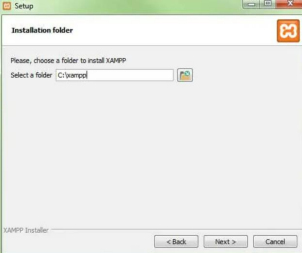 Setup
Installation folder
Please, choose a folder to install XAMPP
Select a folder C:\xampp
XAMPP Installer
< Back Next > Cancel